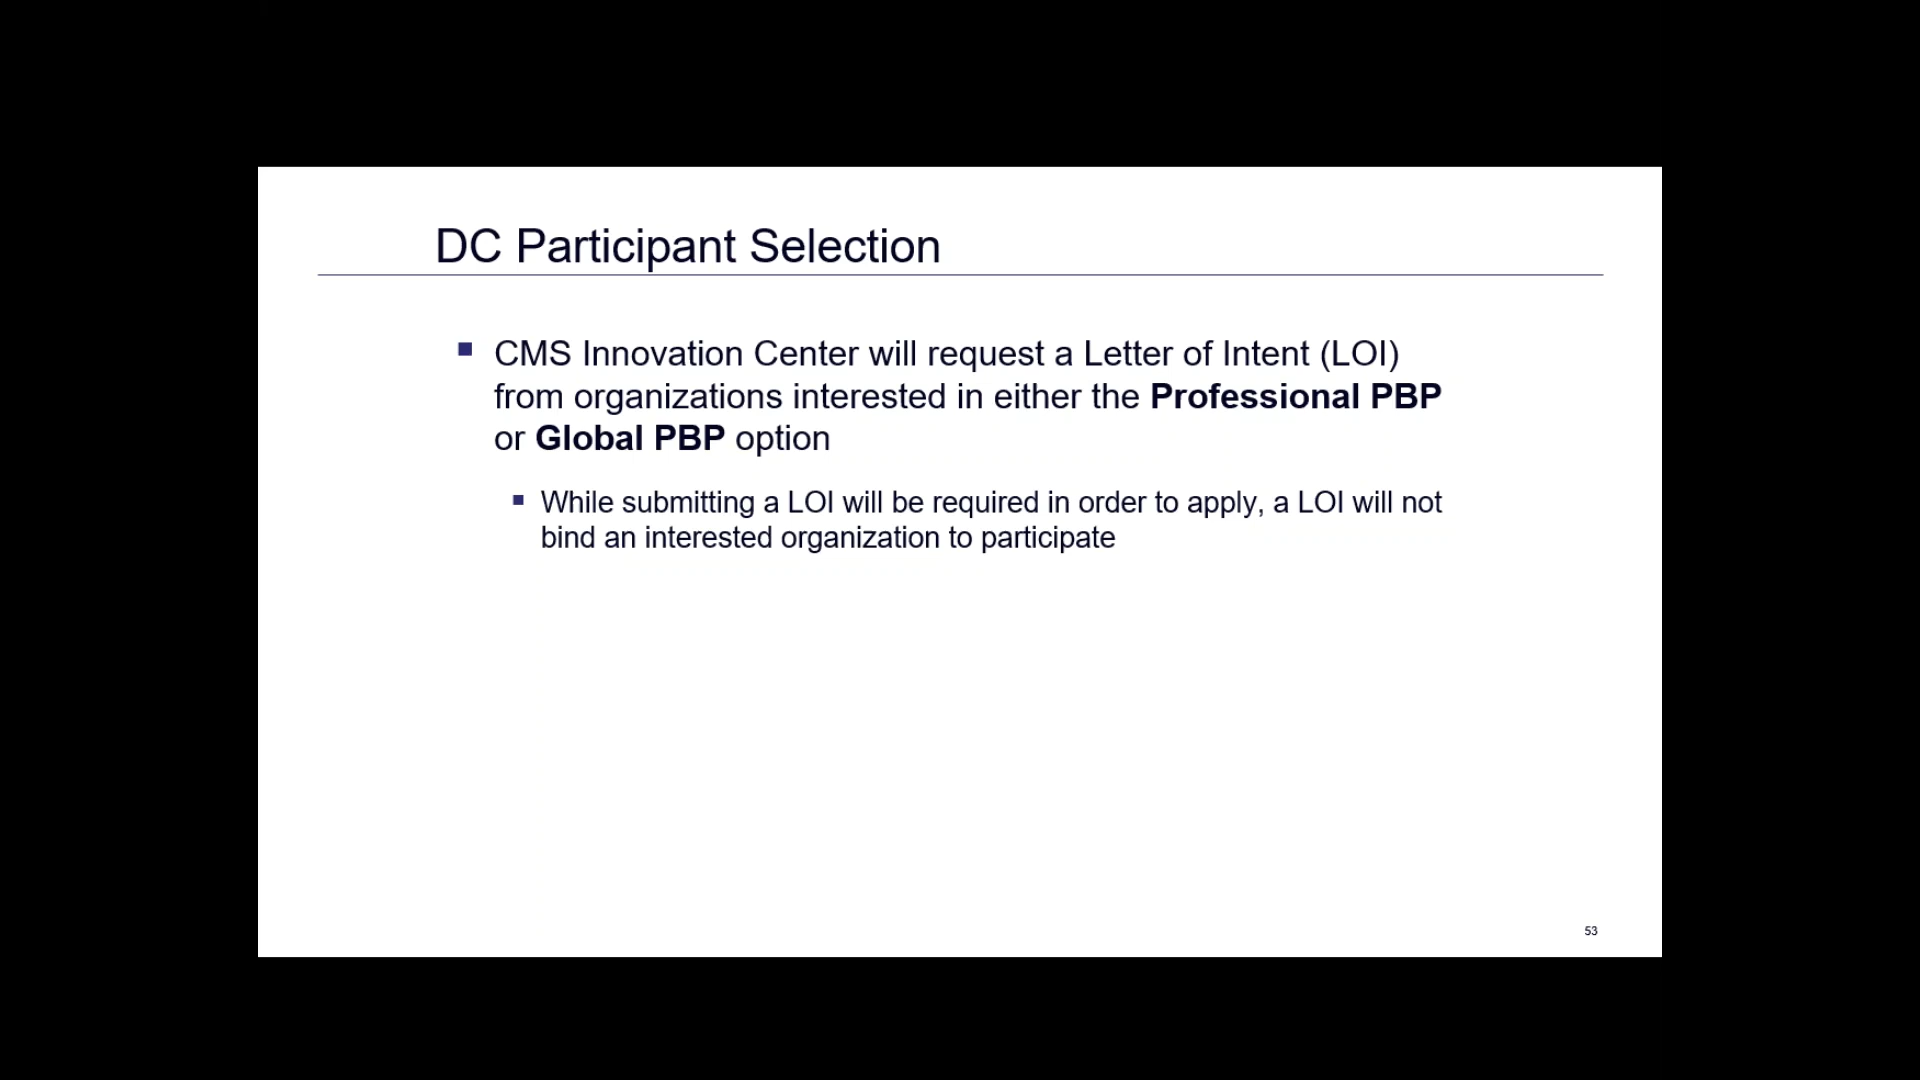 DC Participant Selection
CMS Innovation Center will request a Letter of Intent (LOI)
from organizations interested in either the Professional PBP
or Global PBP option
While submitting a LOI will be required in order to apply, a LOI will not
bind an interested organization to participate
53